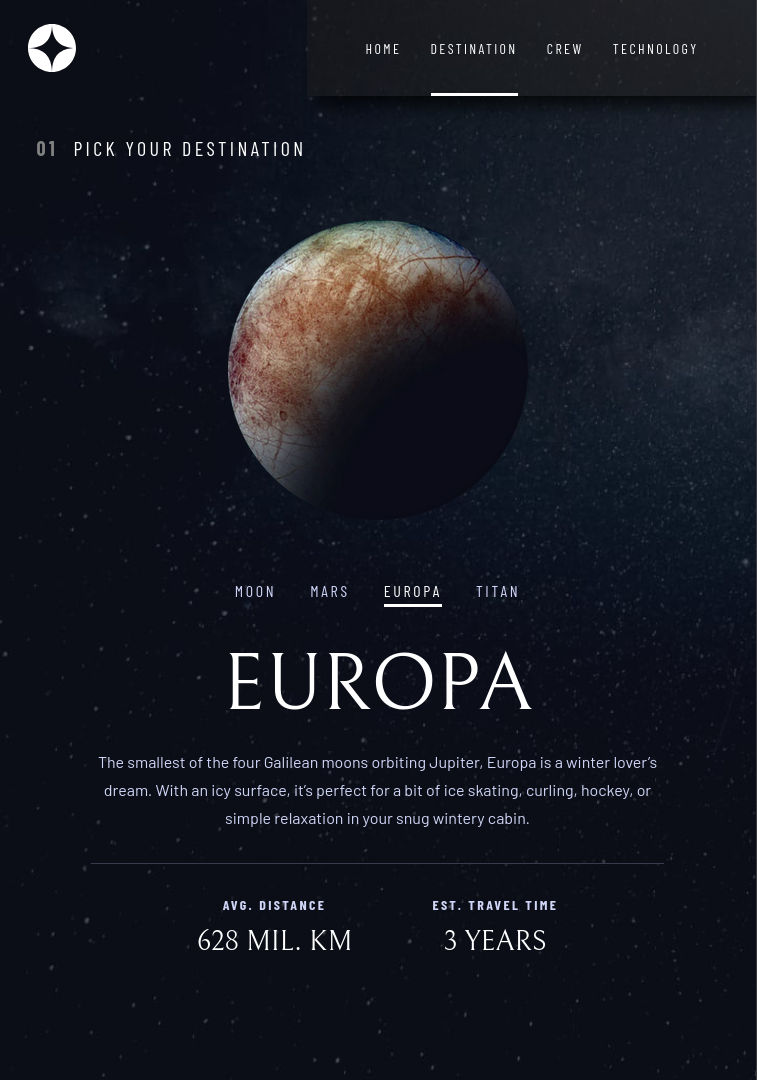 HOME DESTINATION CREW TECHNOLOGY
01 PICK YOUR DESTINATION
MOON MARS EUROPA TITAN
EUROPA
The smallest of the four Galilean moons orbiting Jupiter, Europa is a winter lover’s
dream. With an icy surface, it’s perfect for a bit of ice skating, curling, hockey, or
simple relaxation in your snug wintery cabin.
AVG. DISTANCE EST. TRAVEL TIME
628 MIL. KM 3 YEARS